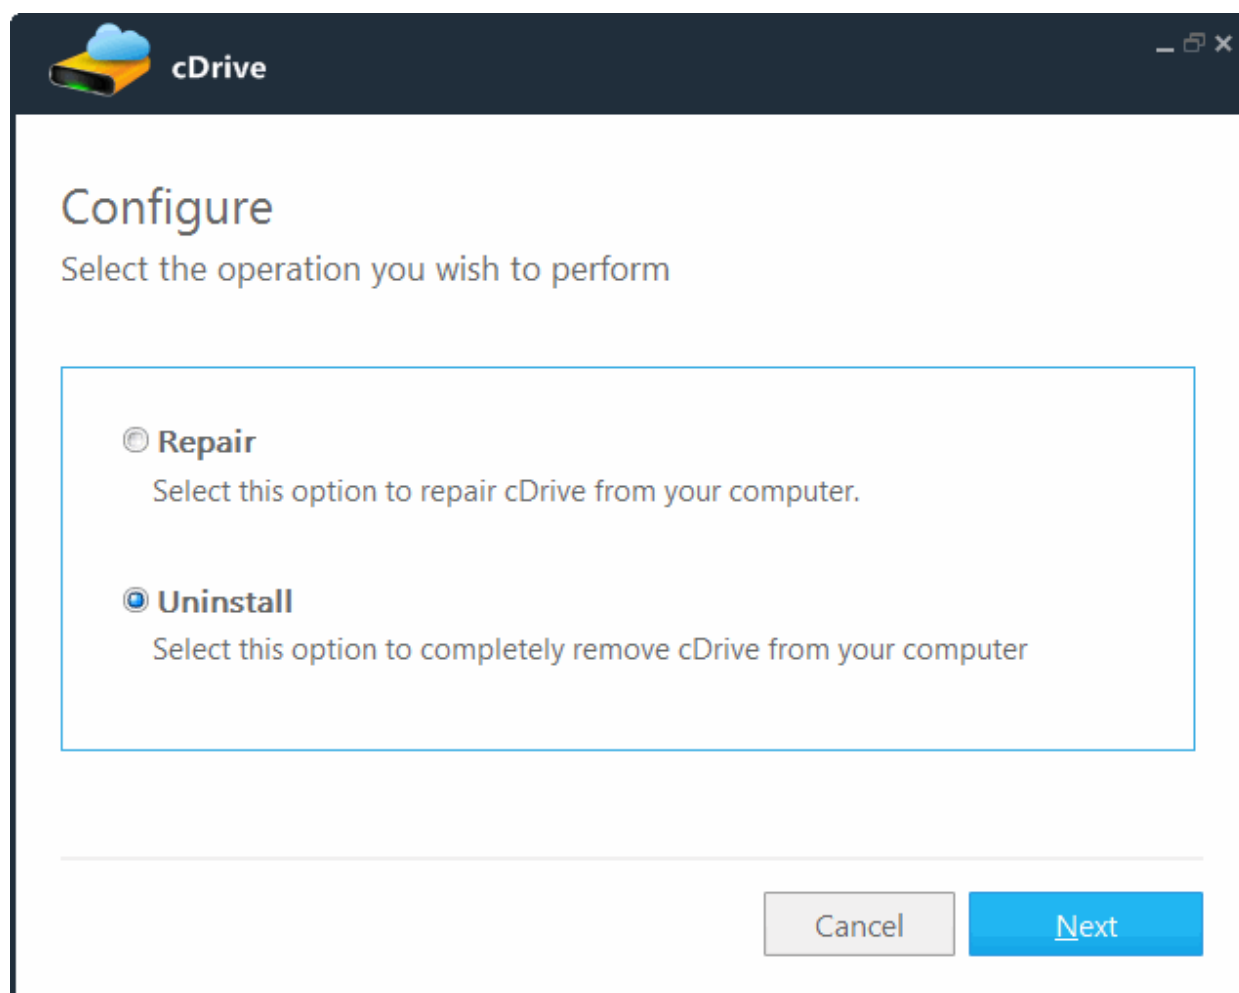 cDrive
Configure
Select the operation you wish to perform
Repair
Select this option to repair cDrive from your computer.
Uninstall
Select this option to completely remove cDrive from your computer
Cancel
Next